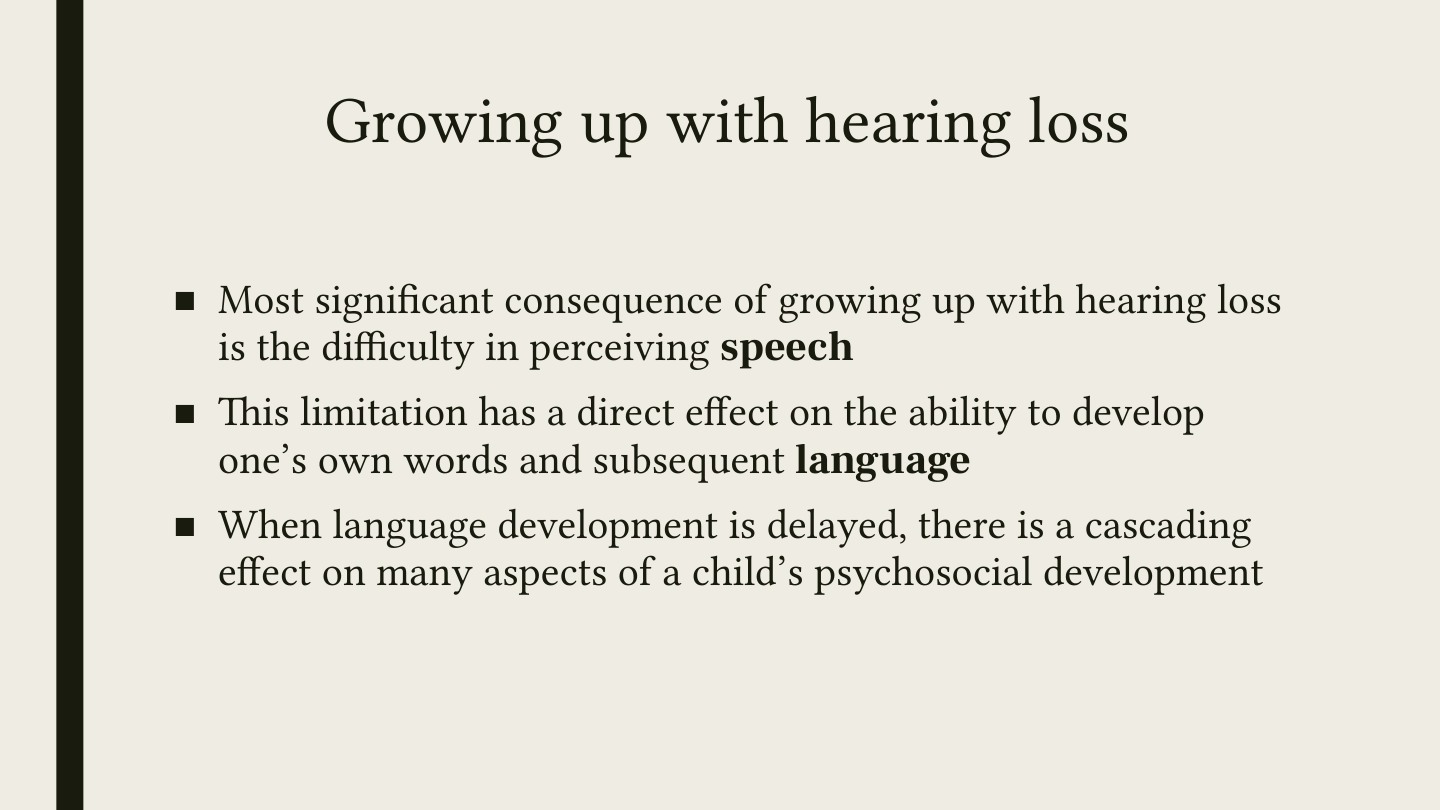 Growing up with hearing loss
■ Most significant consequence of growing up with hearing loss
is the difficulty in perceiving speech
■ This limitation has a direct effect on the ability to develop
one’s own words and subsequent language
■ When language development is delayed, there is a cascading
effect on many aspects of a child’s psychosocial development